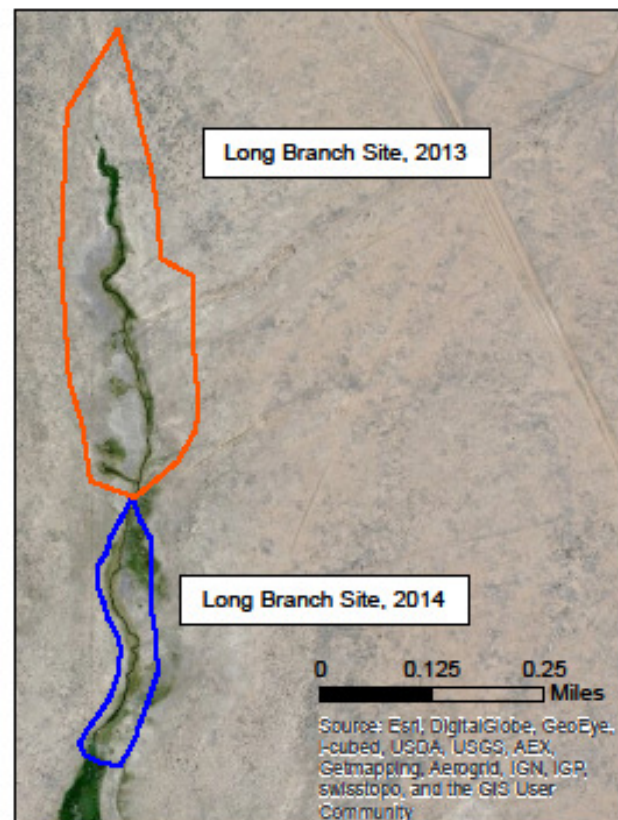 Long Branch Site, 2013
Long Branch Site, 2014
0 0.125 0.25
Miles
Source: Esri, DigitalGlobe, GeoEye,
i-cubed, USDA, USGS, AEX,
Getmapping, Aerogrid, IGN, IGP,
swisstopo, and the GIS User
Community